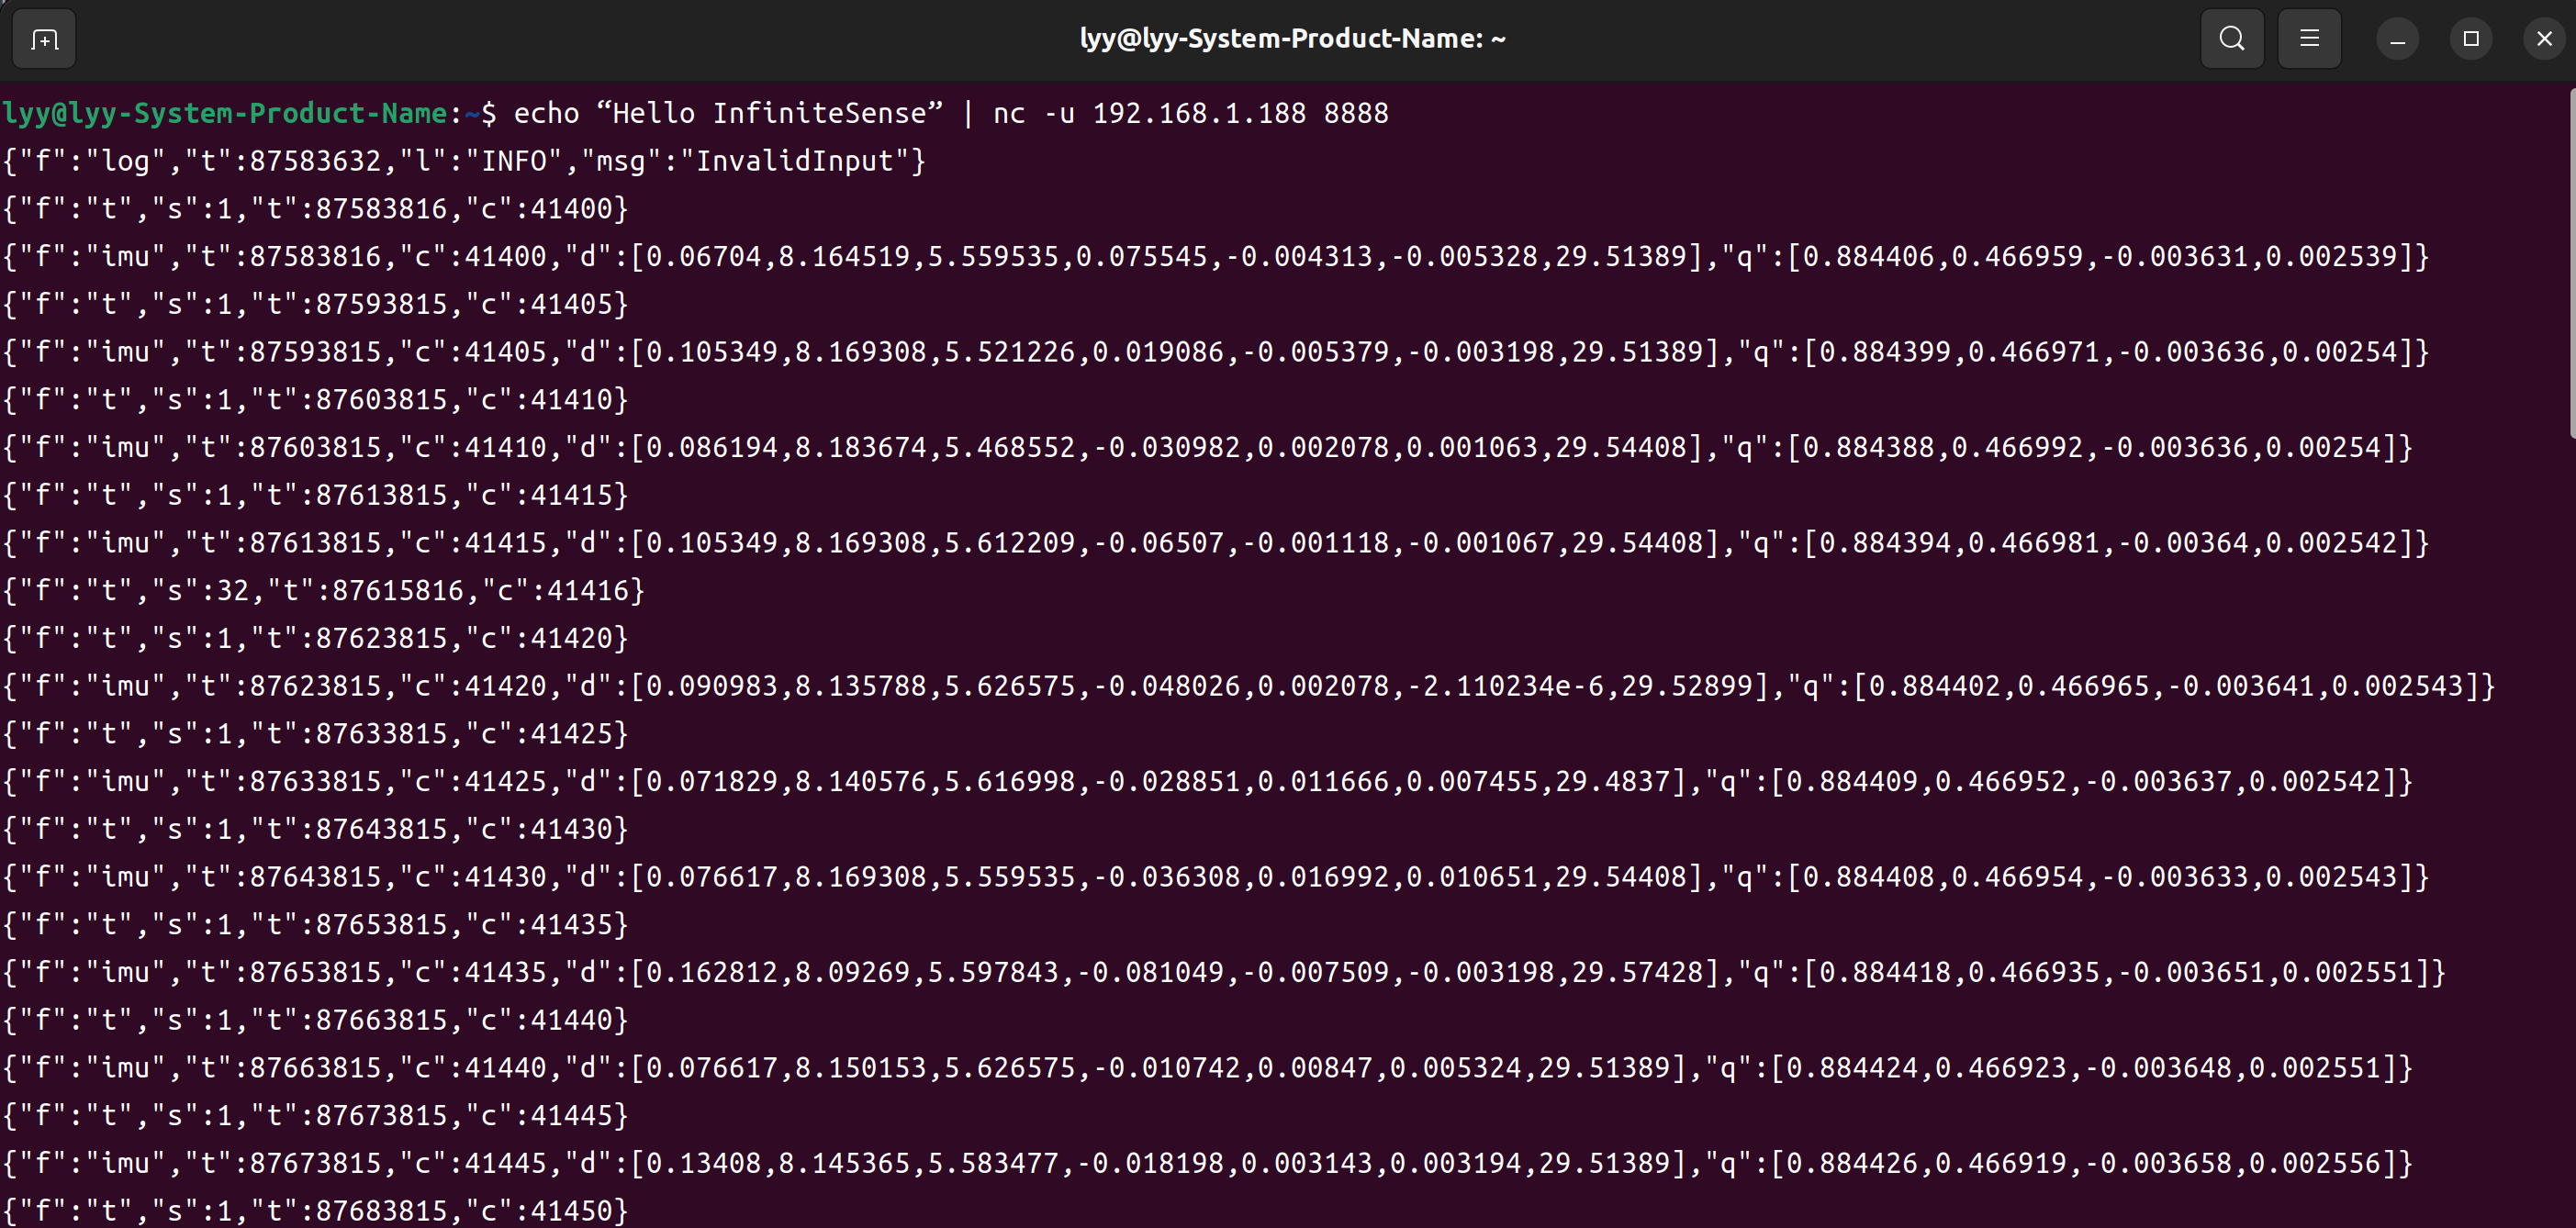 lyy@lyy-System-Product-Name: ~
lyy@lyy-System-Product-Name:~$ echo “Hello InfiniteSense” | nc -u 192.168.1.188 8888
{"f":"log","t":87583632,"l":"INFO","msg":"InvalidInput"}
{"f":"t","s":1,"t":87583816,"c":41400}
{"f":"imu","t":87583816,"c":41400,"d":[0.06704,8.164519,5.559535,0.075545,-0.004313,-0.005328,29.51389],"q":[0.884406,0.466959,-0.003631,0.002539]}
{"f":"t","s":1,"t":87593815,"c":41405}
{"f":"imu","t":87593815,"c":41405,"d":[0.105349,8.169308,5.521226,0.019086,-0.005379,-0.003198,29.51389],"q":[0.884399,0.466971,-0.003636,0.00254]}
{"f":"t","s":1,"t":87603815,"c":41410}
{"f":"imu","t":87603815,"c":41410,"d":[0.086194,8.183674,5.468552,-0.030982,0.002078,0.001063,29.54408],"q":[0.884388,0.466992,-0.003636,0.00254]}
{"f":"t","s":1,"t":87613815,"c":41415}
{"f":"imu","t":87613815,"c":41415,"d":[0.105349,8.169308,5.612209,-0.06507,-0.001118,-0.001067,29.54408],"q":[0.884394,0.466981,-0.00364,0.002542]}
{"f":"t","s":32,"t":87615816,"c":41416}
{"f":"t","s":1,"t":87623815,"c":41420}
{"f":"imu","t":87623815,"c":41420,"d":[0.090983,8.135788,5.626575,-0.048026,0.002078,-2.110234e-6,29.52899],"q":[0.884402,0.466965,-0.003641,0.002543]}
{"f":"t","s":1,"t":87633815,"c":41425}
{"f":"imu","t":87633815,"c":41425,"d":[0.071829,8.140576,5.616998,-0.028851,0.011666,0.007455,29.4837],"q":[0.884409,0.466952,-0.003637,0.002542]}
{"f":"t","s":1,"t":87643815,"c":41430}
{"f":"imu","t":87643815,"c":41430,"d":[0.076617,8.169308,5.559535,-0.036308,0.016992,0.010651,29.54408],"q":[0.884408,0.466954,-0.003633,0.002543]}
{"f":"t","s":1,"t":87653815,"c":41435}
{"f":"imu","t":87653815,"c":41435,"d":[0.162812,8.09269,5.597843,-0.081049,-0.007509,-0.003198,29.57428],"q":[0.884418,0.466935,-0.003651,0.002551]}
{"f":"t","s":1,"t":87663815,"c":41440}
{"f":"imu","t":87663815,"c":41440,"d":[0.076617,8.150153,5.626575,-0.010742,0.00847,0.005324,29.51389],"q":[0.884424,0.466923,-0.003648,0.002551]}
{"f":"t","s":1,"t":87673815,"c":41445}
{"f":"imu","t":87673815,"c":41445,"d":[0.13408,8.145365,5.583477,-0.018198,0.003143,0.003194,29.51389],"q":[0.884426,0.466919,-0.003658,0.002556]}
{"f":"t","s":1,"t":87683815,"c":41450}